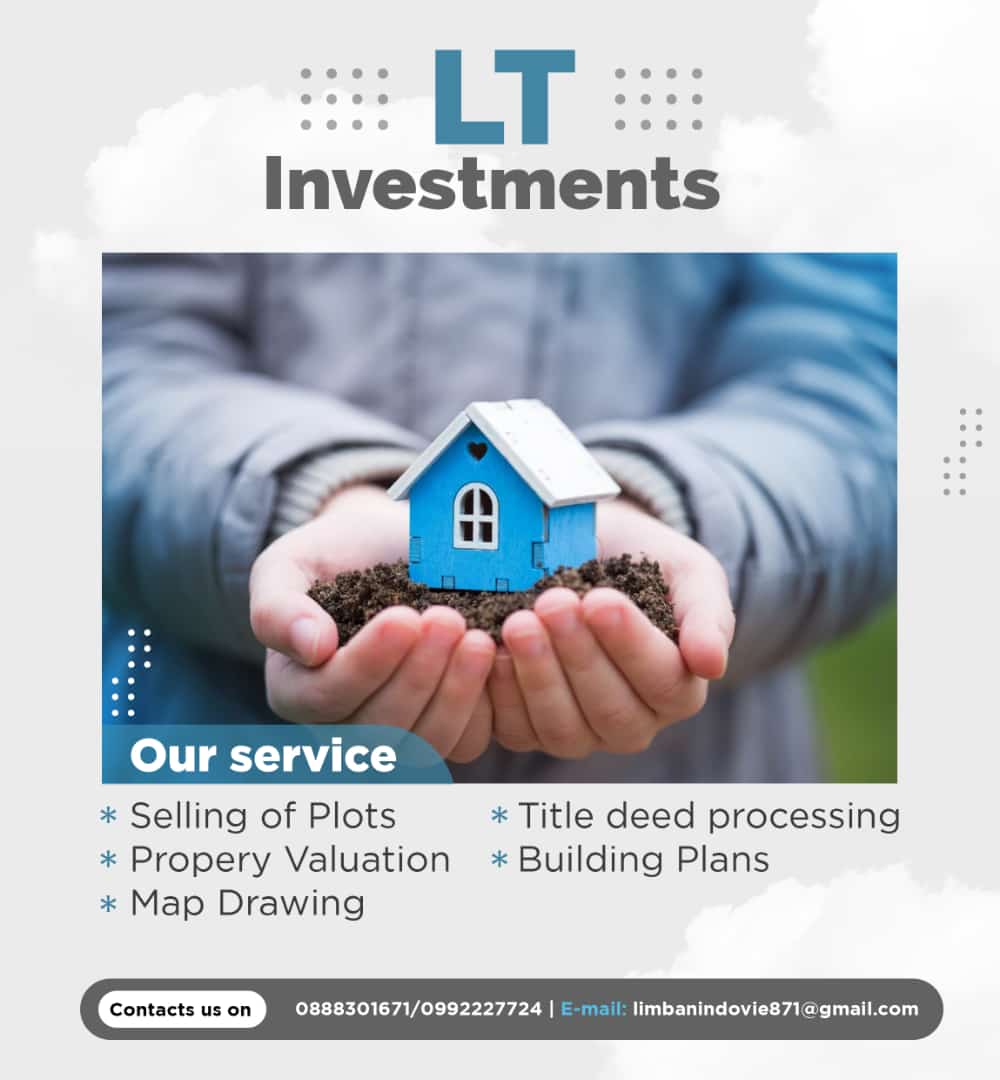 LT
Investments
Our service
* Selling of Plots
* Propery Valuation
* Map Drawing
* Title deed processing
* Building Plans
Contacts us on 0888301671/0992227724 | E-mail: limbanindovie871@gmail.com